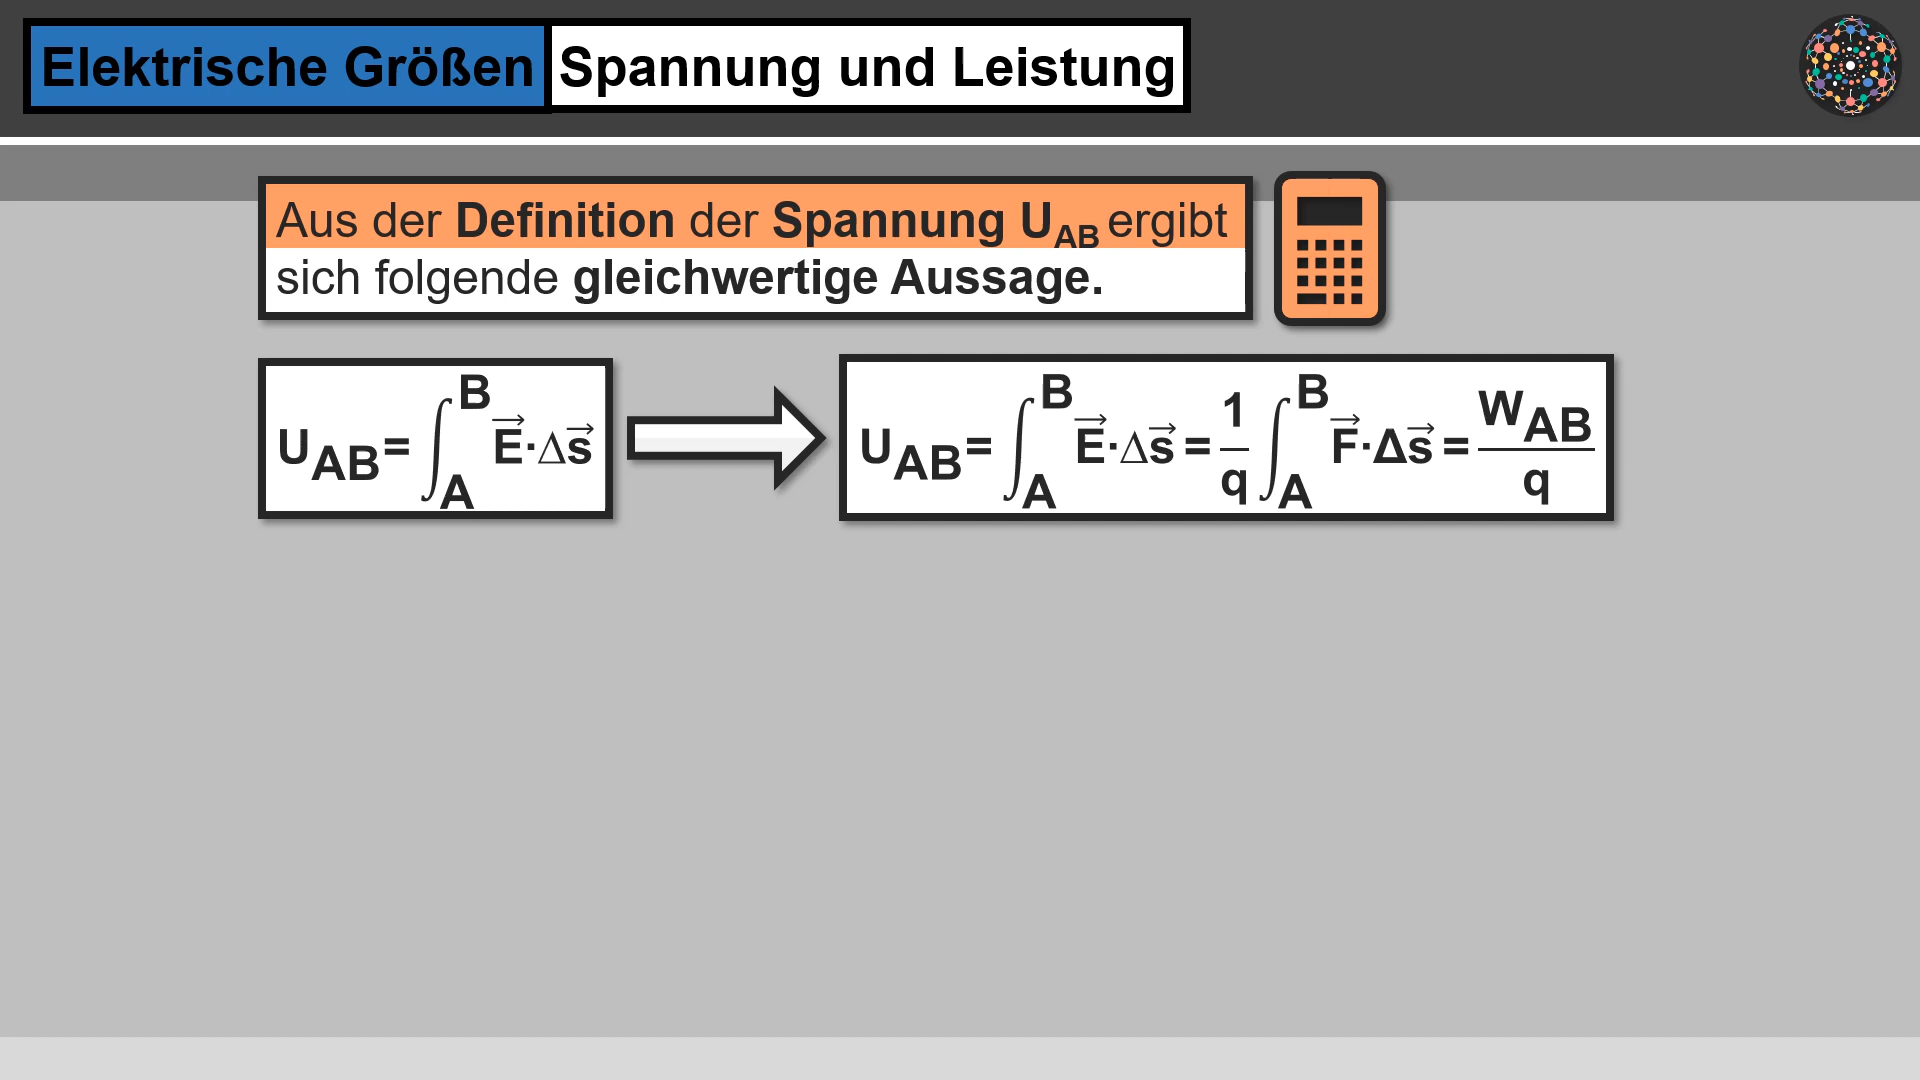 Elektrische Größen Spannung und Leistung
Aus der Definition der Spannung U_AB ergibt
sich folgende gleichwertige Aussage.
U_AB = ∫_A^B E⃗·Δs⃗
U_AB = ∫_A^B E⃗·Δs⃗ = 1/q ∫_A^B F⃗·Δs⃗ = W_AB/q